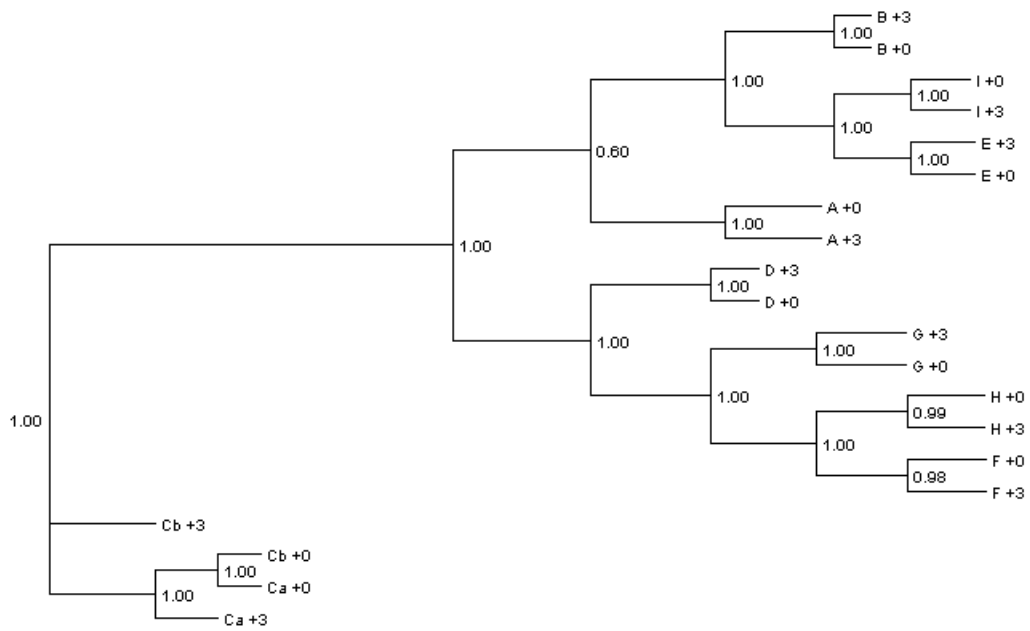 B +3
1.00
B +0
1.00
I +0
1.00
I +3
1.00
E +3
1.00
E +0
0.60
A +0
1.00
A +3
1.00
D +3
1.00
D +0
1.00
G +3
1.00
G +0
1.00
H +0
0.99
H +3
1.00
F +0
0.98
F +3
1.00
Cb +3
Cb +0
1.00
Ca +0
1.00
Ca +3